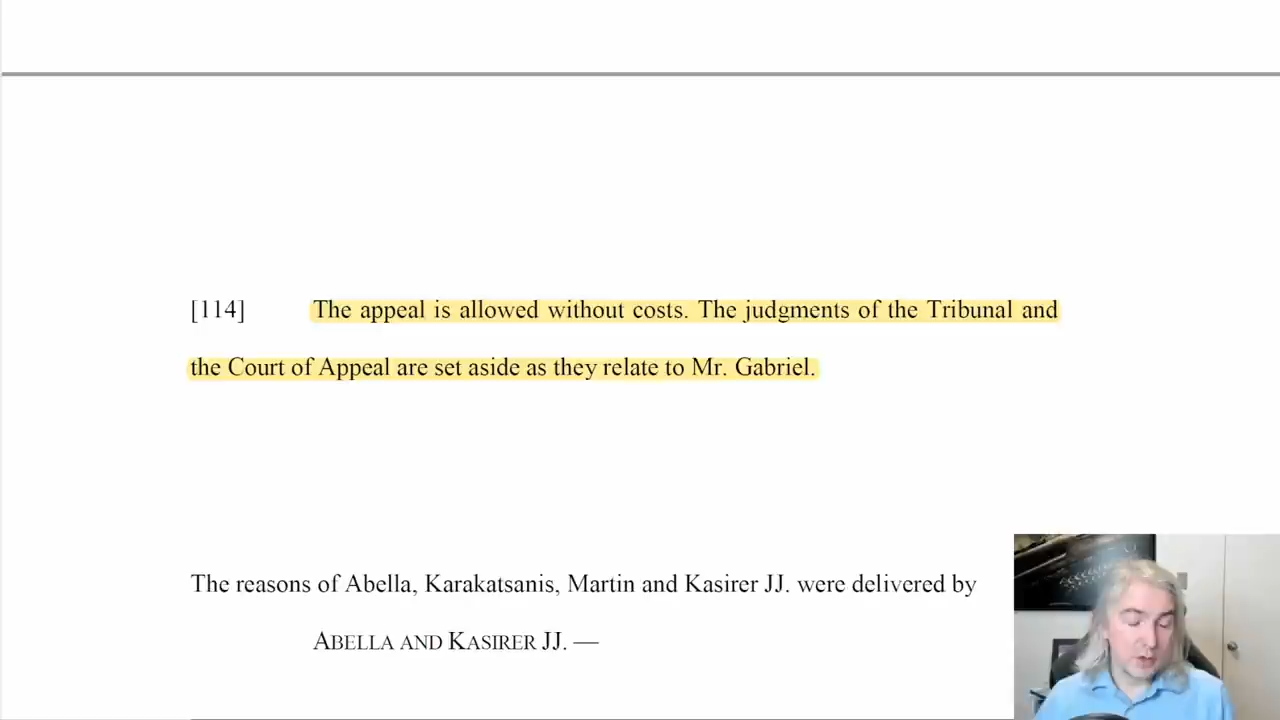 [114] The appeal is allowed without costs. The judgments of the Tribunal and
the Court of Appeal are set aside as they relate to Mr. Gabriel.
The reasons of Abella, Karakatsanis, Martin and Kasirer JJ. were delivered by
ABELLA AND KASIRER JJ. —